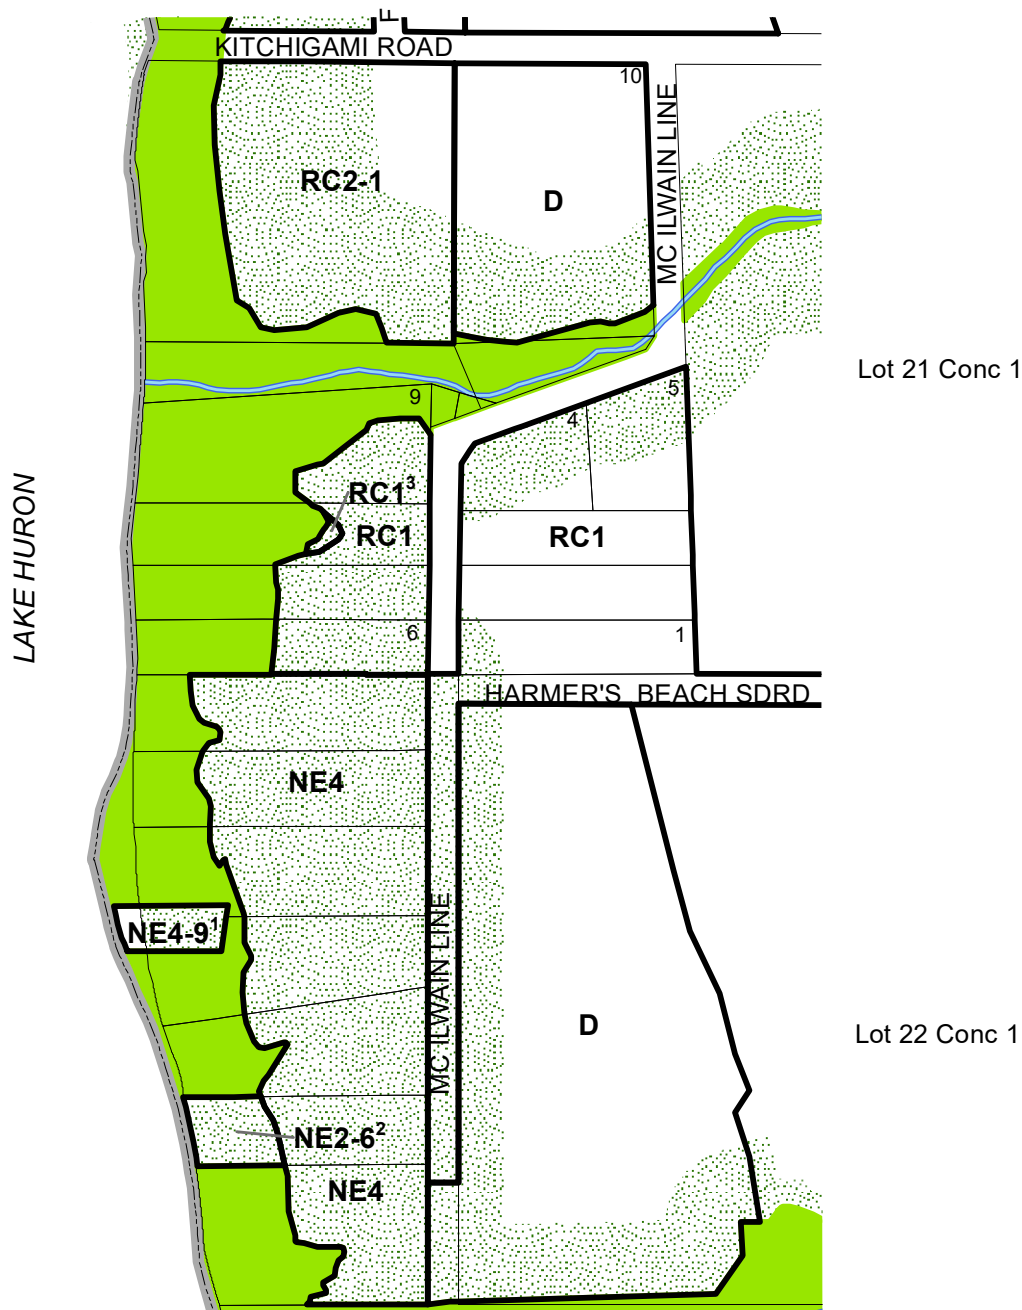 F
KITCHIGAMI ROAD
10
MC ILWAIN LINE
RC2-1
D
Lot 21 Conc 1
9
5
4
RC1³
RC1
RC1
LAKE HURON
6
1
HARMER'S BEACH SDRD
NE4
NE4-9¹
MC ILWAIN LINE
D
Lot 22 Conc 1
NE2-6²
NE4